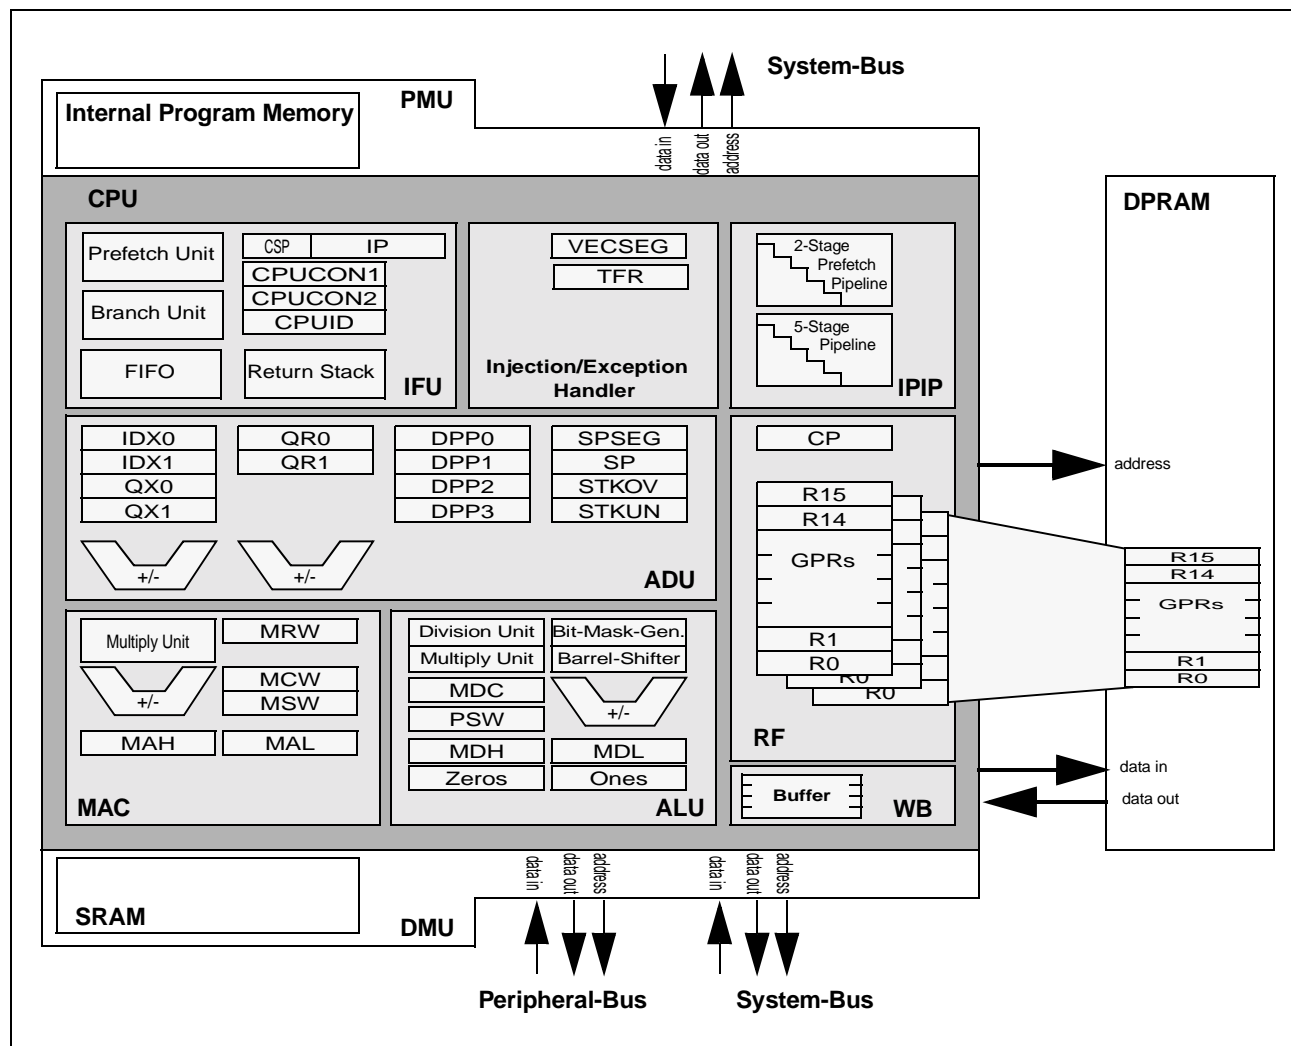 System-Bus
PMU
Internal Program Memory
data in
data out
address
CPU
DPRAM
Prefetch Unit
CSP IP
CPUCON1
CPUCON2
CPUID
Branch Unit
FIFO
Return Stack
IFU
VECSEG
TFR
Injection/Exception
Handler
2-Stage
Prefetch
Pipeline
5-Stage
Pipeline
IPIP
IDX0
IDX1
QX0
QX1
QR0
QR1
DPP0
DPP1
DPP2
DPP3
SPSEG
SP
STKOV
STKUN
+/-
+/-
ADU
CP
R15
R14
GPRs
R1
R0
R0
R0
RF
address
R15
R14
GPRs
R1
R0
Multiply Unit
MRW
+/-
MCW
MSW
MAH
MAL
MAC
Division Unit
Bit-Mask-Gen.
Multiply Unit
Barrel-Shifter
MDC
PSW
+/-
MDH
MDL
Zeros
Ones
ALU
Buffer
WB
data in
data out
SRAM
DMU
data in
data out
address
data in
data out
address
Peripheral-Bus
System-Bus